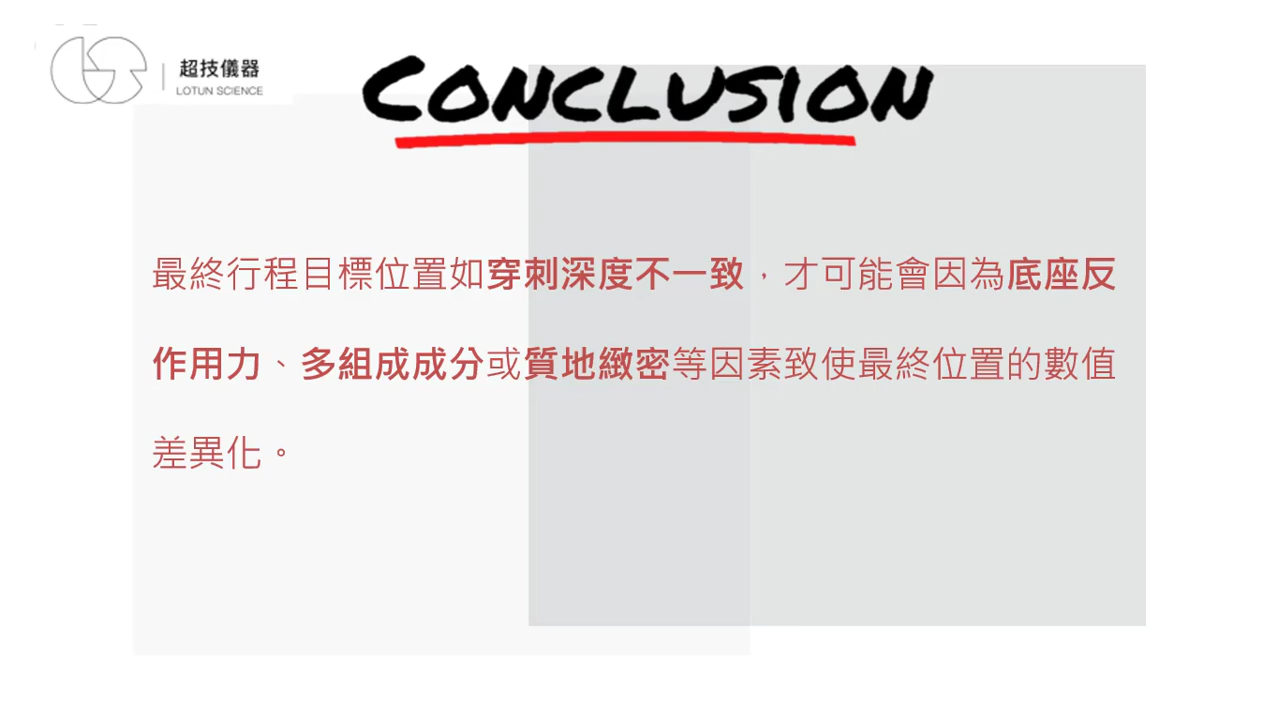 超技儀器
LOTUN SCIENCE
CONCLUSION
最終行程目標位置如穿刺深度不一致，才可能會因為底座反
作用力、多組成成分或質地緻密等因素致使最終位置的數值
差異化。